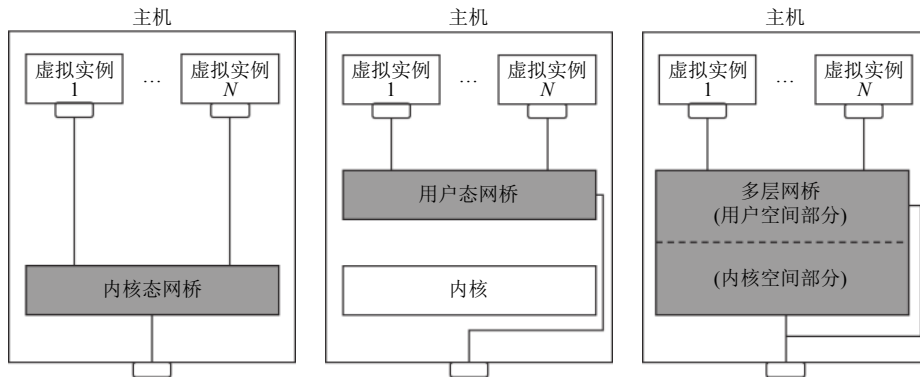 主机
虚拟实例
1
…
虚拟实例
N
内核态网桥
主机
虚拟实例
1
…
虚拟实例
N
用户态网桥
内核
主机
虚拟实例
1
…
虚拟实例
N
多层网桥
(用户空间部分)
(内核空间部分)